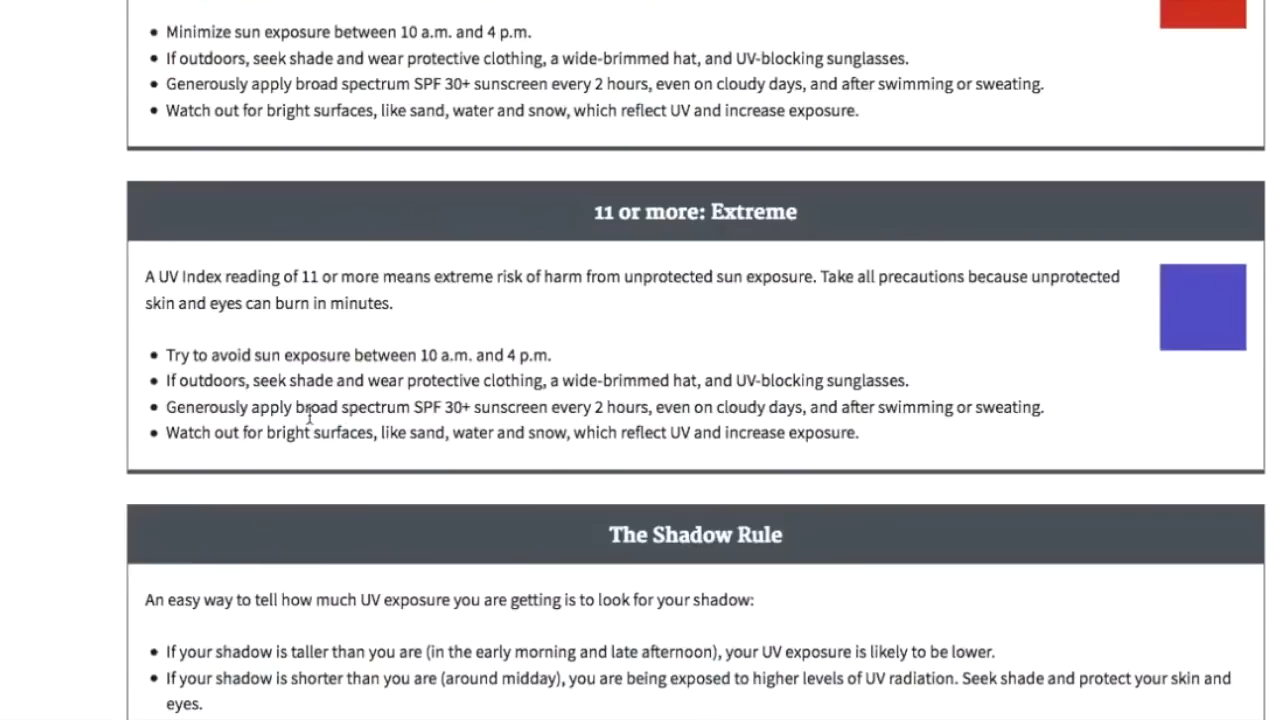 Minimize sun exposure between 10 a.m. and 4 p.m.
If outdoors, seek shade and wear protective clothing, a wide-brimmed hat, and UV-blocking sunglasses.
Generously apply broad spectrum SPF 30+ sunscreen every 2 hours, even on cloudy days, and after swimming or sweating.
Watch out for bright surfaces, like sand, water and snow, which reflect UV and increase exposure.
11 or more: Extreme
A UV Index reading of 11 or more means extreme risk of harm from unprotected sun exposure. Take all precautions because unprotected
skin and eyes can burn in minutes.
Try to avoid sun exposure between 10 a.m. and 4 p.m.
If outdoors, seek shade and wear protective clothing, a wide-brimmed hat, and UV-blocking sunglasses.
Generously apply broad spectrum SPF 30+ sunscreen every 2 hours, even on cloudy days, and after swimming or sweating.
Watch out for bright surfaces, like sand, water and snow, which reflect UV and increase exposure.
The Shadow Rule
An easy way to tell how much UV exposure you are getting is to look for your shadow:
If your shadow is taller than you are (in the early morning and late afternoon), your UV exposure is likely to be lower.
If your shadow is shorter than you are (around midday), you are being exposed to higher levels of UV radiation. Seek shade and protect your skin and
eyes.